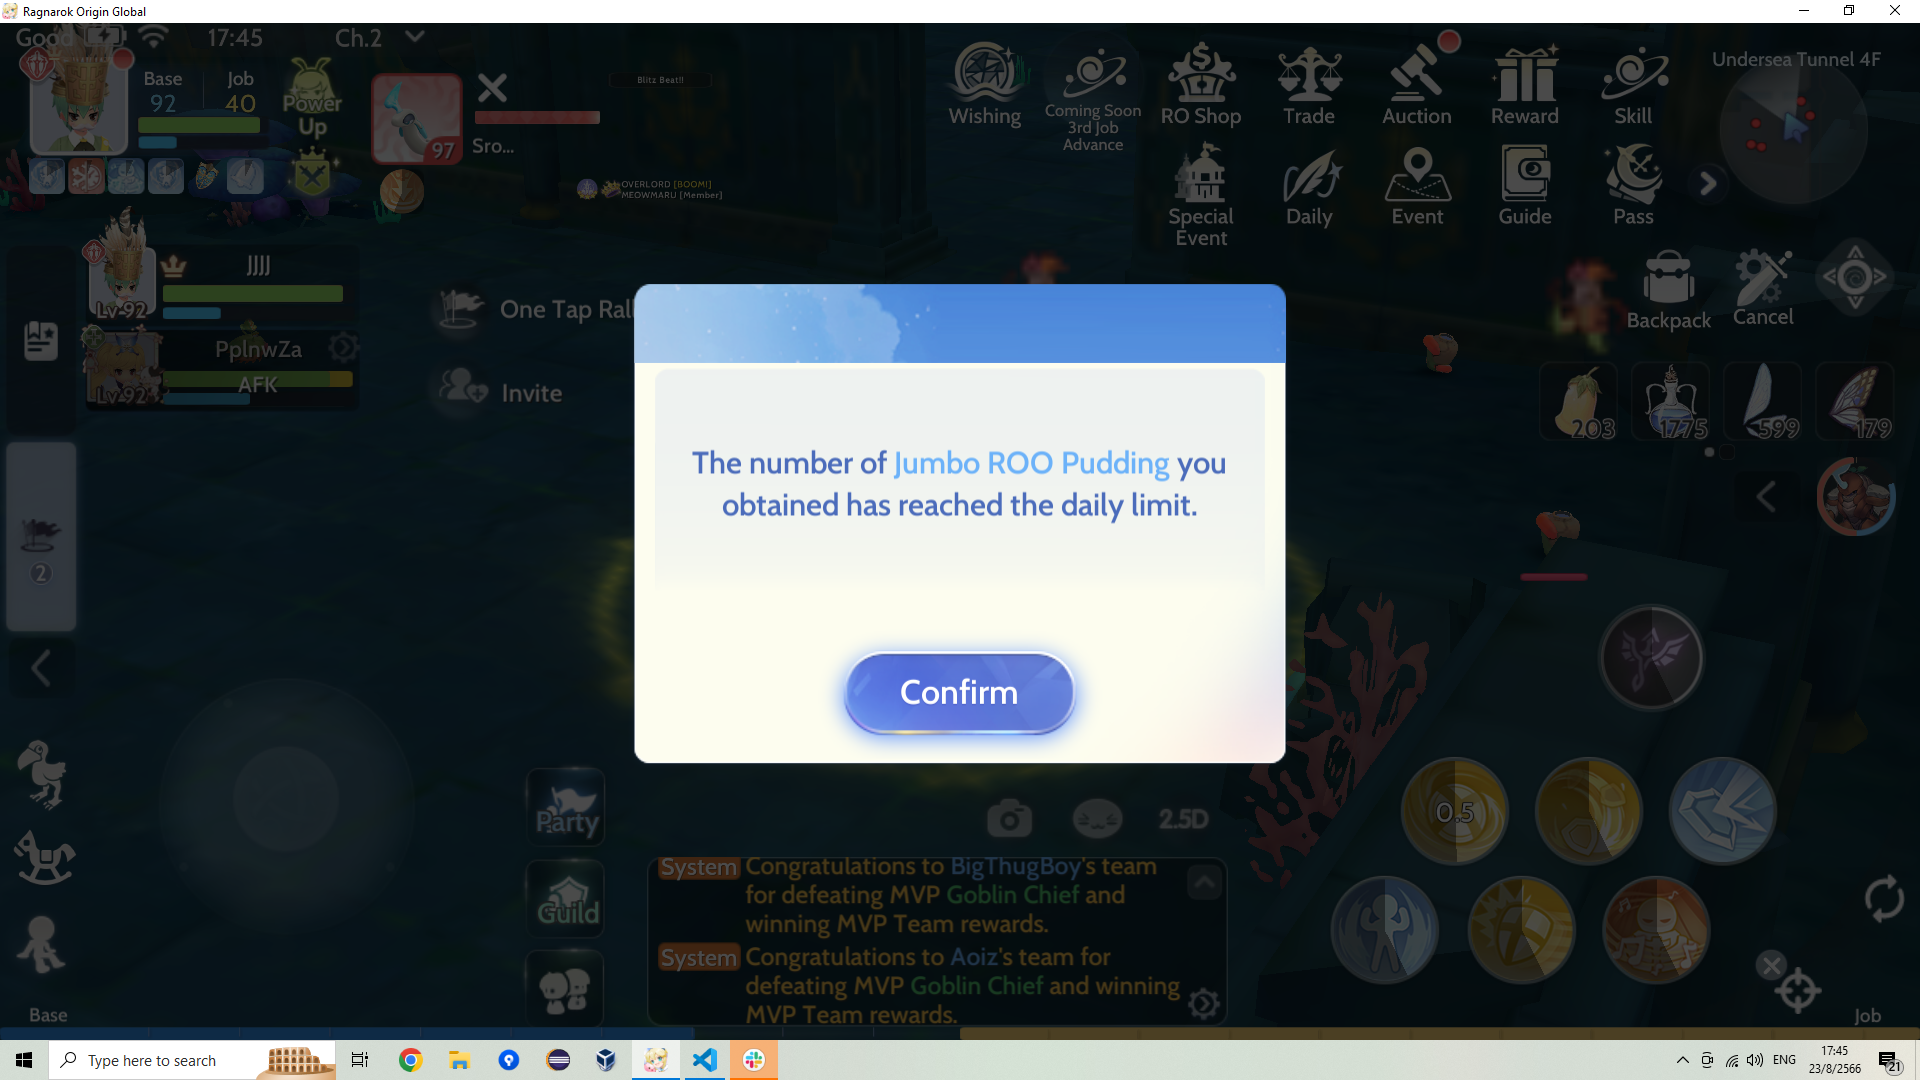 Ragnarok Origin Global
Good
17:45
Ch.2
Base
92
Job
40
Power
Up
97
Sro...
Blitz Beat!!
OVERLORD [BOOM!]
MEOWMARU [Member]
Wishing
Coming Soon
3rd Job
Advance
RO Shop
Trade
Auction
Reward
Skill
Undersea Tunnel 4F
Special
Event
Daily
Event
Guide
Pass
Backpack
Cancel
JJJJ
Lv.92
PplnwZa
AFK
Lv.92
One Tap Rall
Invite
203
1775
599
179
2
The number of Jumbo ROO Pudding you
obtained has reached the daily limit.
Confirm
0.5
Party
Guild
2.5D
System Congratulations to BigThugBoy's team
for defeating MVP Goblin Chief and
winning MVP Team rewards.
System Congratulations to Aoiz's team for
defeating MVP Goblin Chief and winning
MVP Team rewards.
Base
Job
Type here to search
ENG
17:45
23/8/2566
21